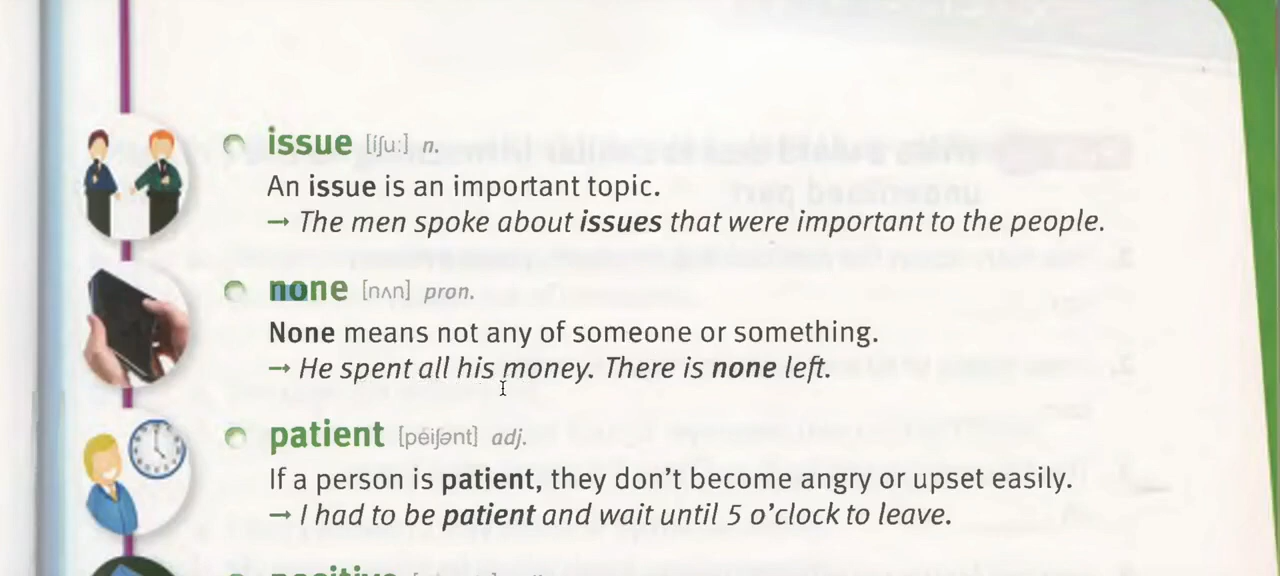 issue [íʃuː] n.
An issue is an important topic.
→ The men spoke about issues that were important to the people.
none [nʌn] pron.
None means not any of someone or something.
→ He spent all his money. There is none left.
patient [péiʃənt] adj.
If a person is patient, they don't become angry or upset easily.
→ I had to be patient and wait until 5 o'clock to leave.
positive